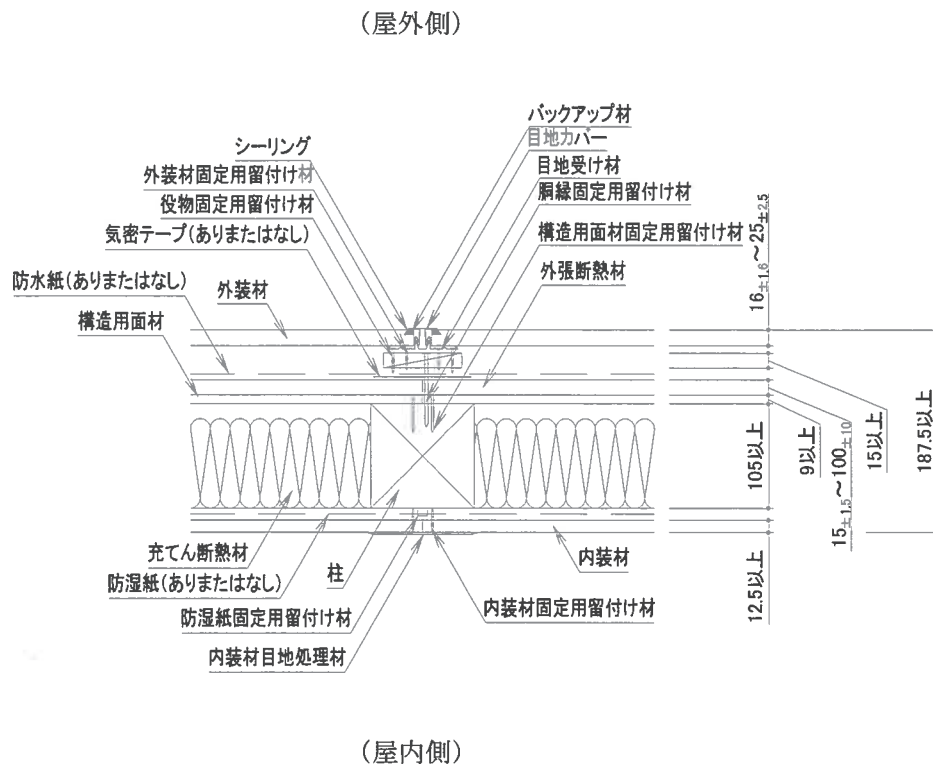 （屋外側）
バックアップ材
目地カバー
シーリング
目地受け材
外装材固定用留付け材
胴縁固定用留付け材
役物固定用留付け材
構造用面材固定用留付け材
気密テープ（ありまたはなし）
外張断熱材
防水紙（ありまたはなし）
外装材
構造用面材
16±1.6～25±2.5
105以上
9以上
15±1.5～100±10
15以上
187.5以上
12.5以上
充てん断熱材
柱
内装材
防湿紙（ありまたはなし）
防湿紙固定用留付け材
内装材固定用留付け材
内装材目地処理材
（屋内側）